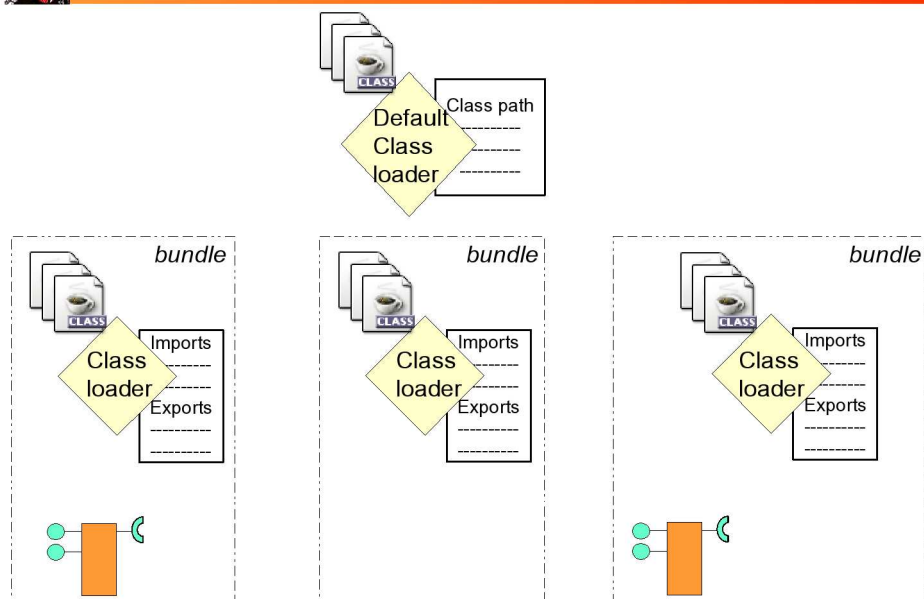 CLASS
Class path
Default
Class
loader
bundle
CLASS
Imports
Class
loader
Exports
bundle
CLASS
Imports
Class
loader
Exports
bundle
CLASS
Imports
Class
loader
Exports